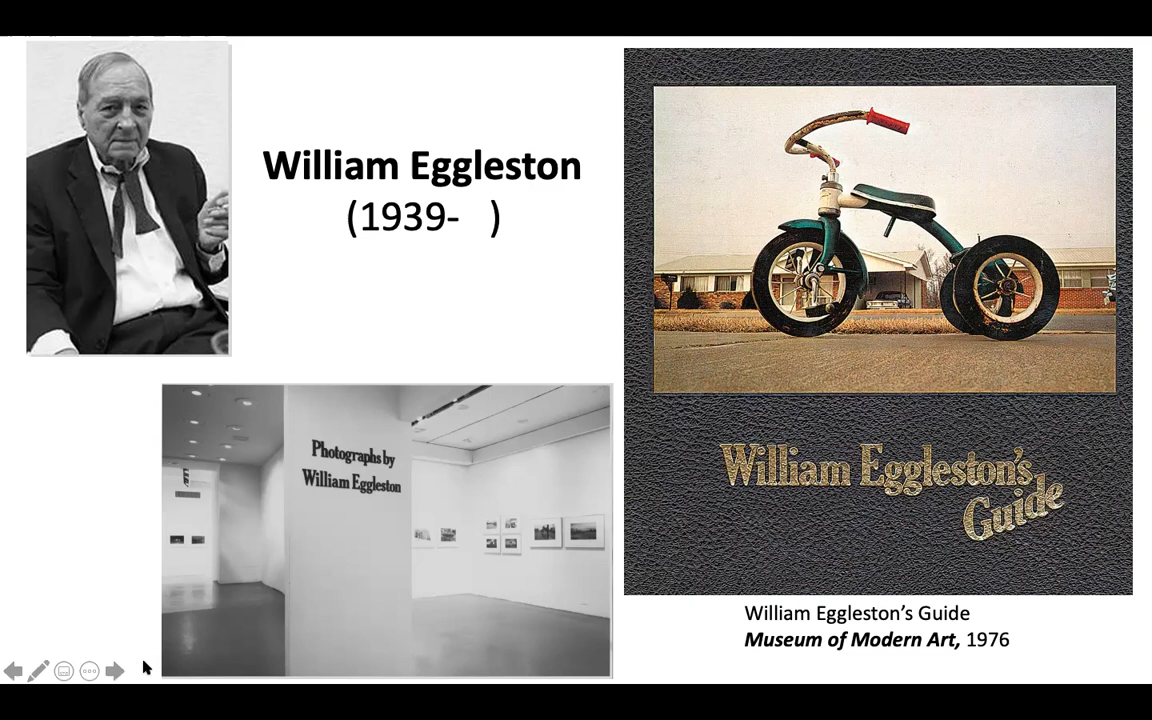 William Eggleston
(1939-   )
Photographs by
William Eggleston
William Eggleston's
Guide
William Eggleston’s Guide
Museum of Modern Art, 1976